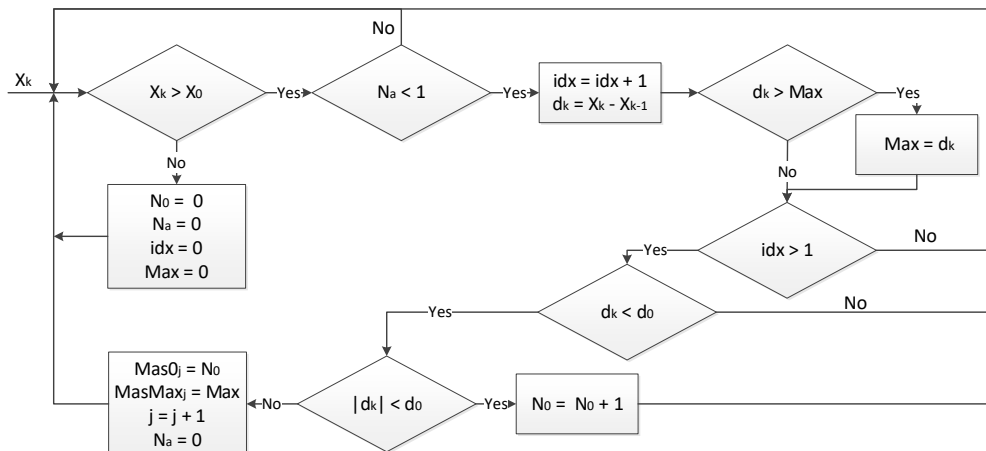 No
Xₖ
Xₖ > X₀
Yes
Nₐ < 1
Yes
idx = idx + 1
dₖ = Xₖ - Xₖ₋₁
dₖ > Max
Yes
Max = dₖ
No
No
N₀ = 0
Nₐ = 0
idx = 0
Max = 0
idx > 1
No
Yes
dₖ < d₀
No
Yes
Mas0ⱼ = N₀
MasMaxⱼ = Max
j = j + 1
Nₐ = 0
No
|dₖ| < d₀
Yes
N₀ = N₀ + 1